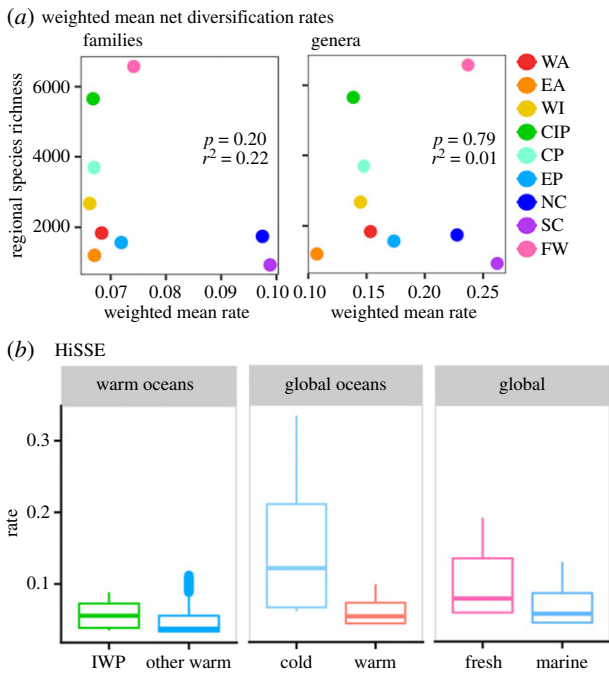 (a) weighted mean net diversification rates
families
genera
regional species richness
6000
4000
2000
p = 0.20
r² = 0.22
p = 0.79
r² = 0.01
0.07 0.08 0.09 0.10
0.10 0.15 0.20 0.25
weighted mean rate
weighted mean rate
WA
EA
WI
CIP
CP
EP
NC
SC
FW
(b) HiSSE
warm oceans
global oceans
global
rate
0.3
0.2
0.1
IWP other warm
cold warm
fresh marine